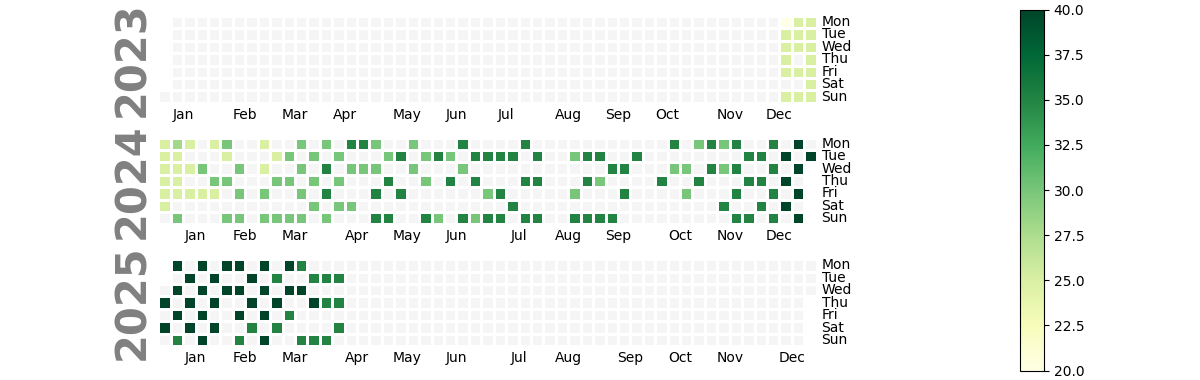 2023
Mon
Tue
Wed
Thu
Fri
Sat
Sun
Jan Feb Mar Apr May Jun Jul Aug Sep Oct Nov Dec
2024
Mon
Tue
Wed
Thu
Fri
Sat
Sun
Jan Feb Mar Apr May Jun Jul Aug Sep Oct Nov Dec
2025
Mon
Tue
Wed
Thu
Fri
Sat
Sun
Jan Feb Mar Apr May Jun Jul Aug Sep Oct Nov Dec
40.0
37.5
35.0
32.5
30.0
27.5
25.0
22.5
20.0